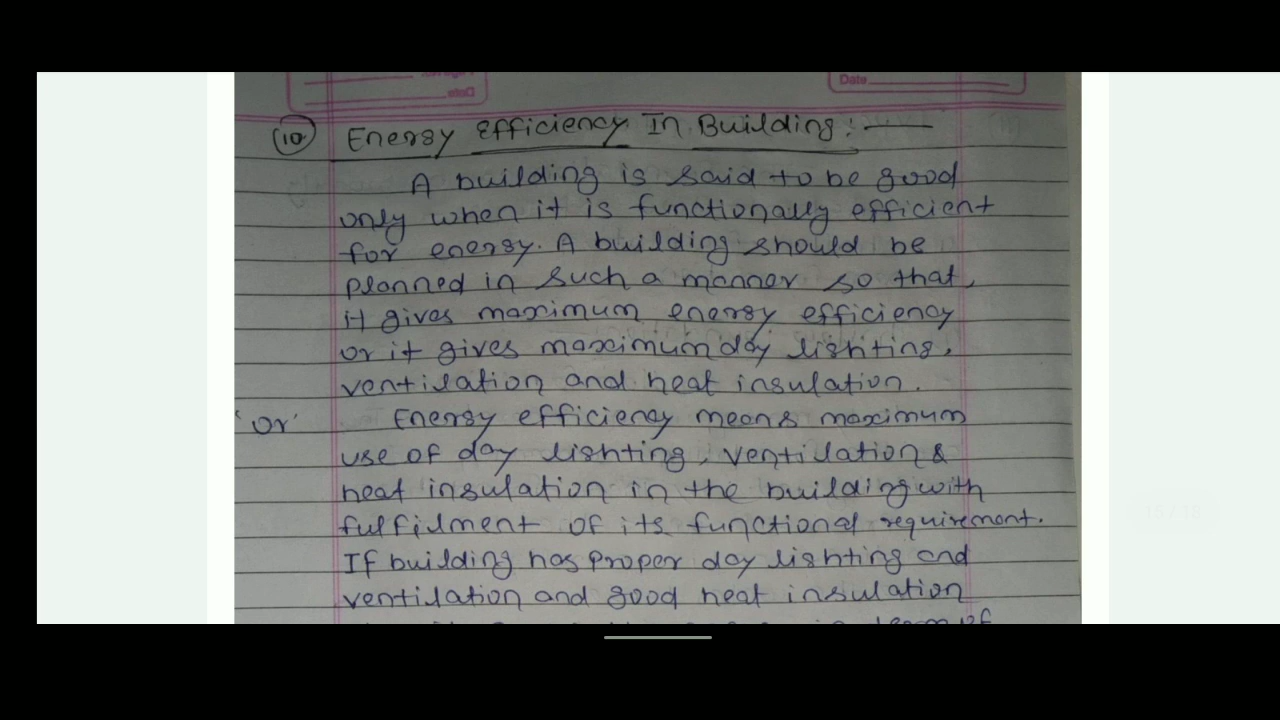 Date
Date
(10) Energy Efficiency In Building :—
A building is said to be good
only when it is functionally efficient
for energy. A building should be
planned in such a manner so that,
it gives maximum energy efficiency
or it gives maximum day lighting,
ventilation and heat insulation.
'or' Energy efficiency means maximum
use of day lighting, ventilation &
heat insulation in the building with
fulfilment of its functional requirement.
If building has proper day lighting and
ventilation and good heat insulation